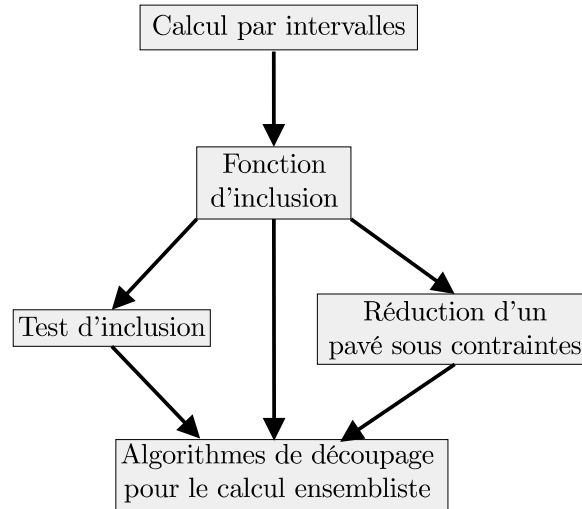 Calcul par intervalles
Fonction
d'inclusion
Test d'inclusion
Réduction d'un
pavé sous contraintes
Algorithmes de découpage
pour le calcul ensembliste